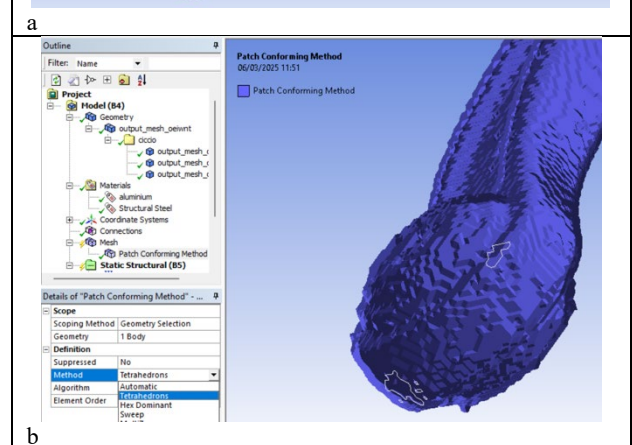 a
Outline
Filter: Name
Project
Model (B4)
Geometry
output_mesh_oeiwnt
ciccio
output_mesh_c
output_mesh_c
output_mesh_c
Materials
aluminium
Structural Steel
Coordinate Systems
Connections
Mesh
Patch Conforming Method
Static Structural (B5)
Details of "Patch Conforming Method" - ...
Scope
Scoping Method Geometry Selection
Geometry 1 Body
Definition
Suppressed No
Method Tetrahedrons
Algorithm Automatic
Tetrahedrons
Element Order Hex Dominant
Sweep
Patch Conforming Method
06/03/2025 11:51
Patch Conforming Method
b